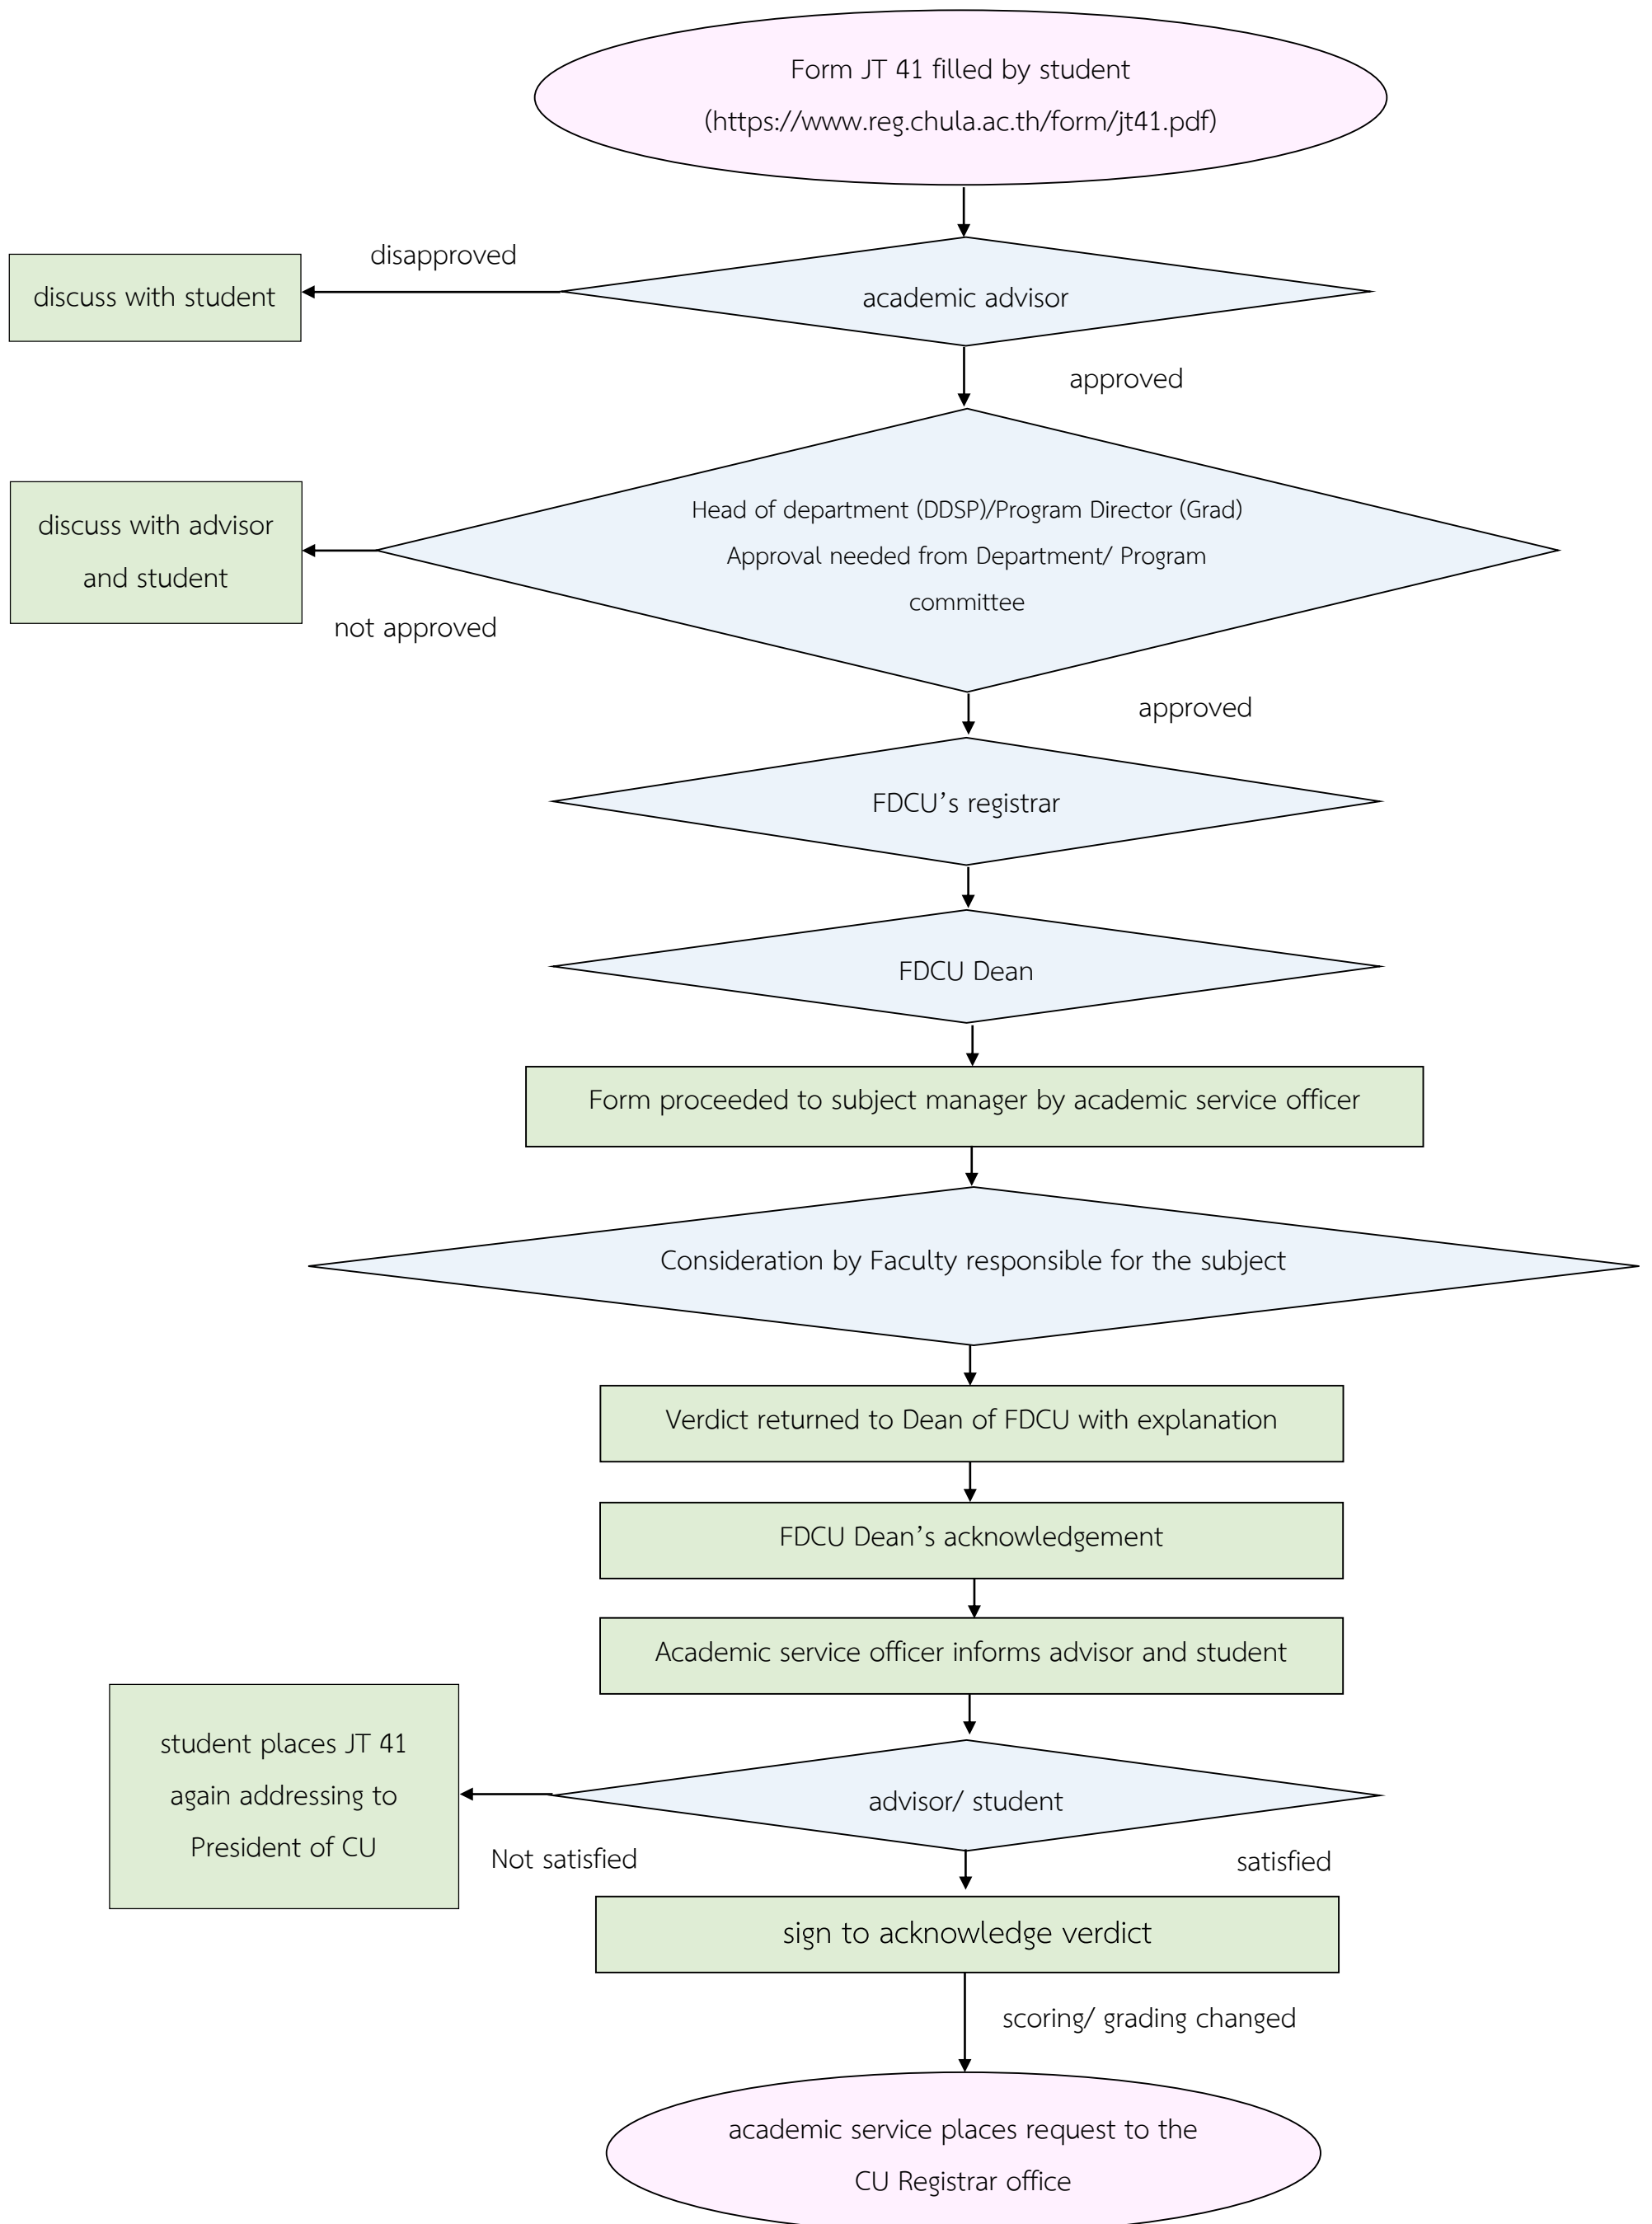 Form JT 41 filled by student
(https://www.reg.chula.ac.th/form/jt41.pdf)
disapproved
discuss with student
academic advisor
approved
Head of department (DDSP)/Program Director (Grad)
Approval needed from Department/ Program
committee
discuss with advisor
and student
not approved
approved
FDCU’s registrar
FDCU Dean
Form proceeded to subject manager by academic service officer
Consideration by Faculty responsible for the subject
Verdict returned to Dean of FDCU with explanation
FDCU Dean’s acknowledgement
Academic service officer informs advisor and student
student places JT 41
again addressing to
President of CU
advisor/ student
Not satisfied
satisfied
sign to acknowledge verdict
scoring/ grading changed
academic service places request to the
CU Registrar office